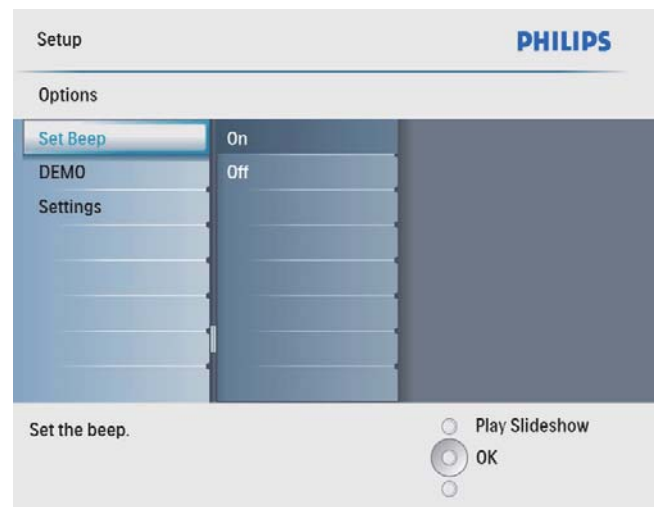 Setup
PHILIPS
Options
Set Beep
On
DEMO
Off
Settings
Set the beep.
Play Slideshow
OK